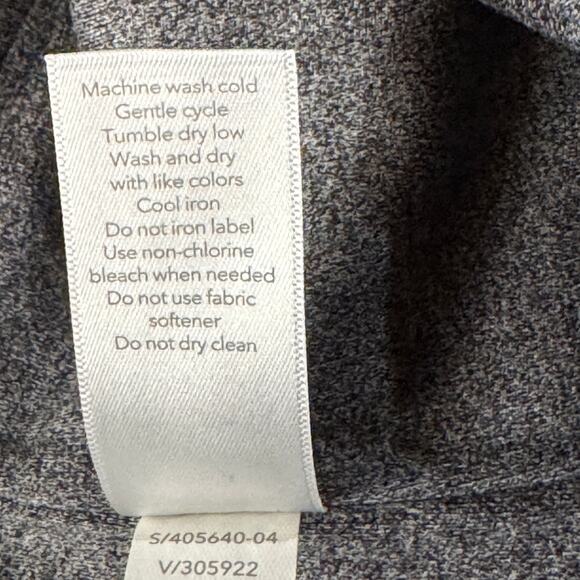 Machine wash cold
Gentle cycle
Tumble dry low
Wash and dry
with like colors
Cool iron
Do not iron label
Use non-chlorine
bleach when needed
Do not use fabric
softener
Do not dry clean
S/405640-04
V/305922